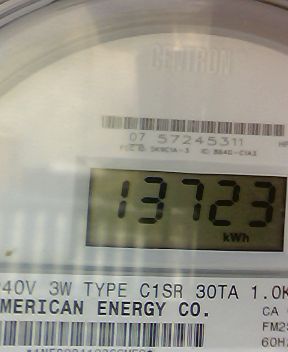 CENTRON
07 57245311
13723
kWh
40V 3W TYPE C1SR 30TA 1.0K
MERICAN ENERGY CO.
CA
FM2S
60H